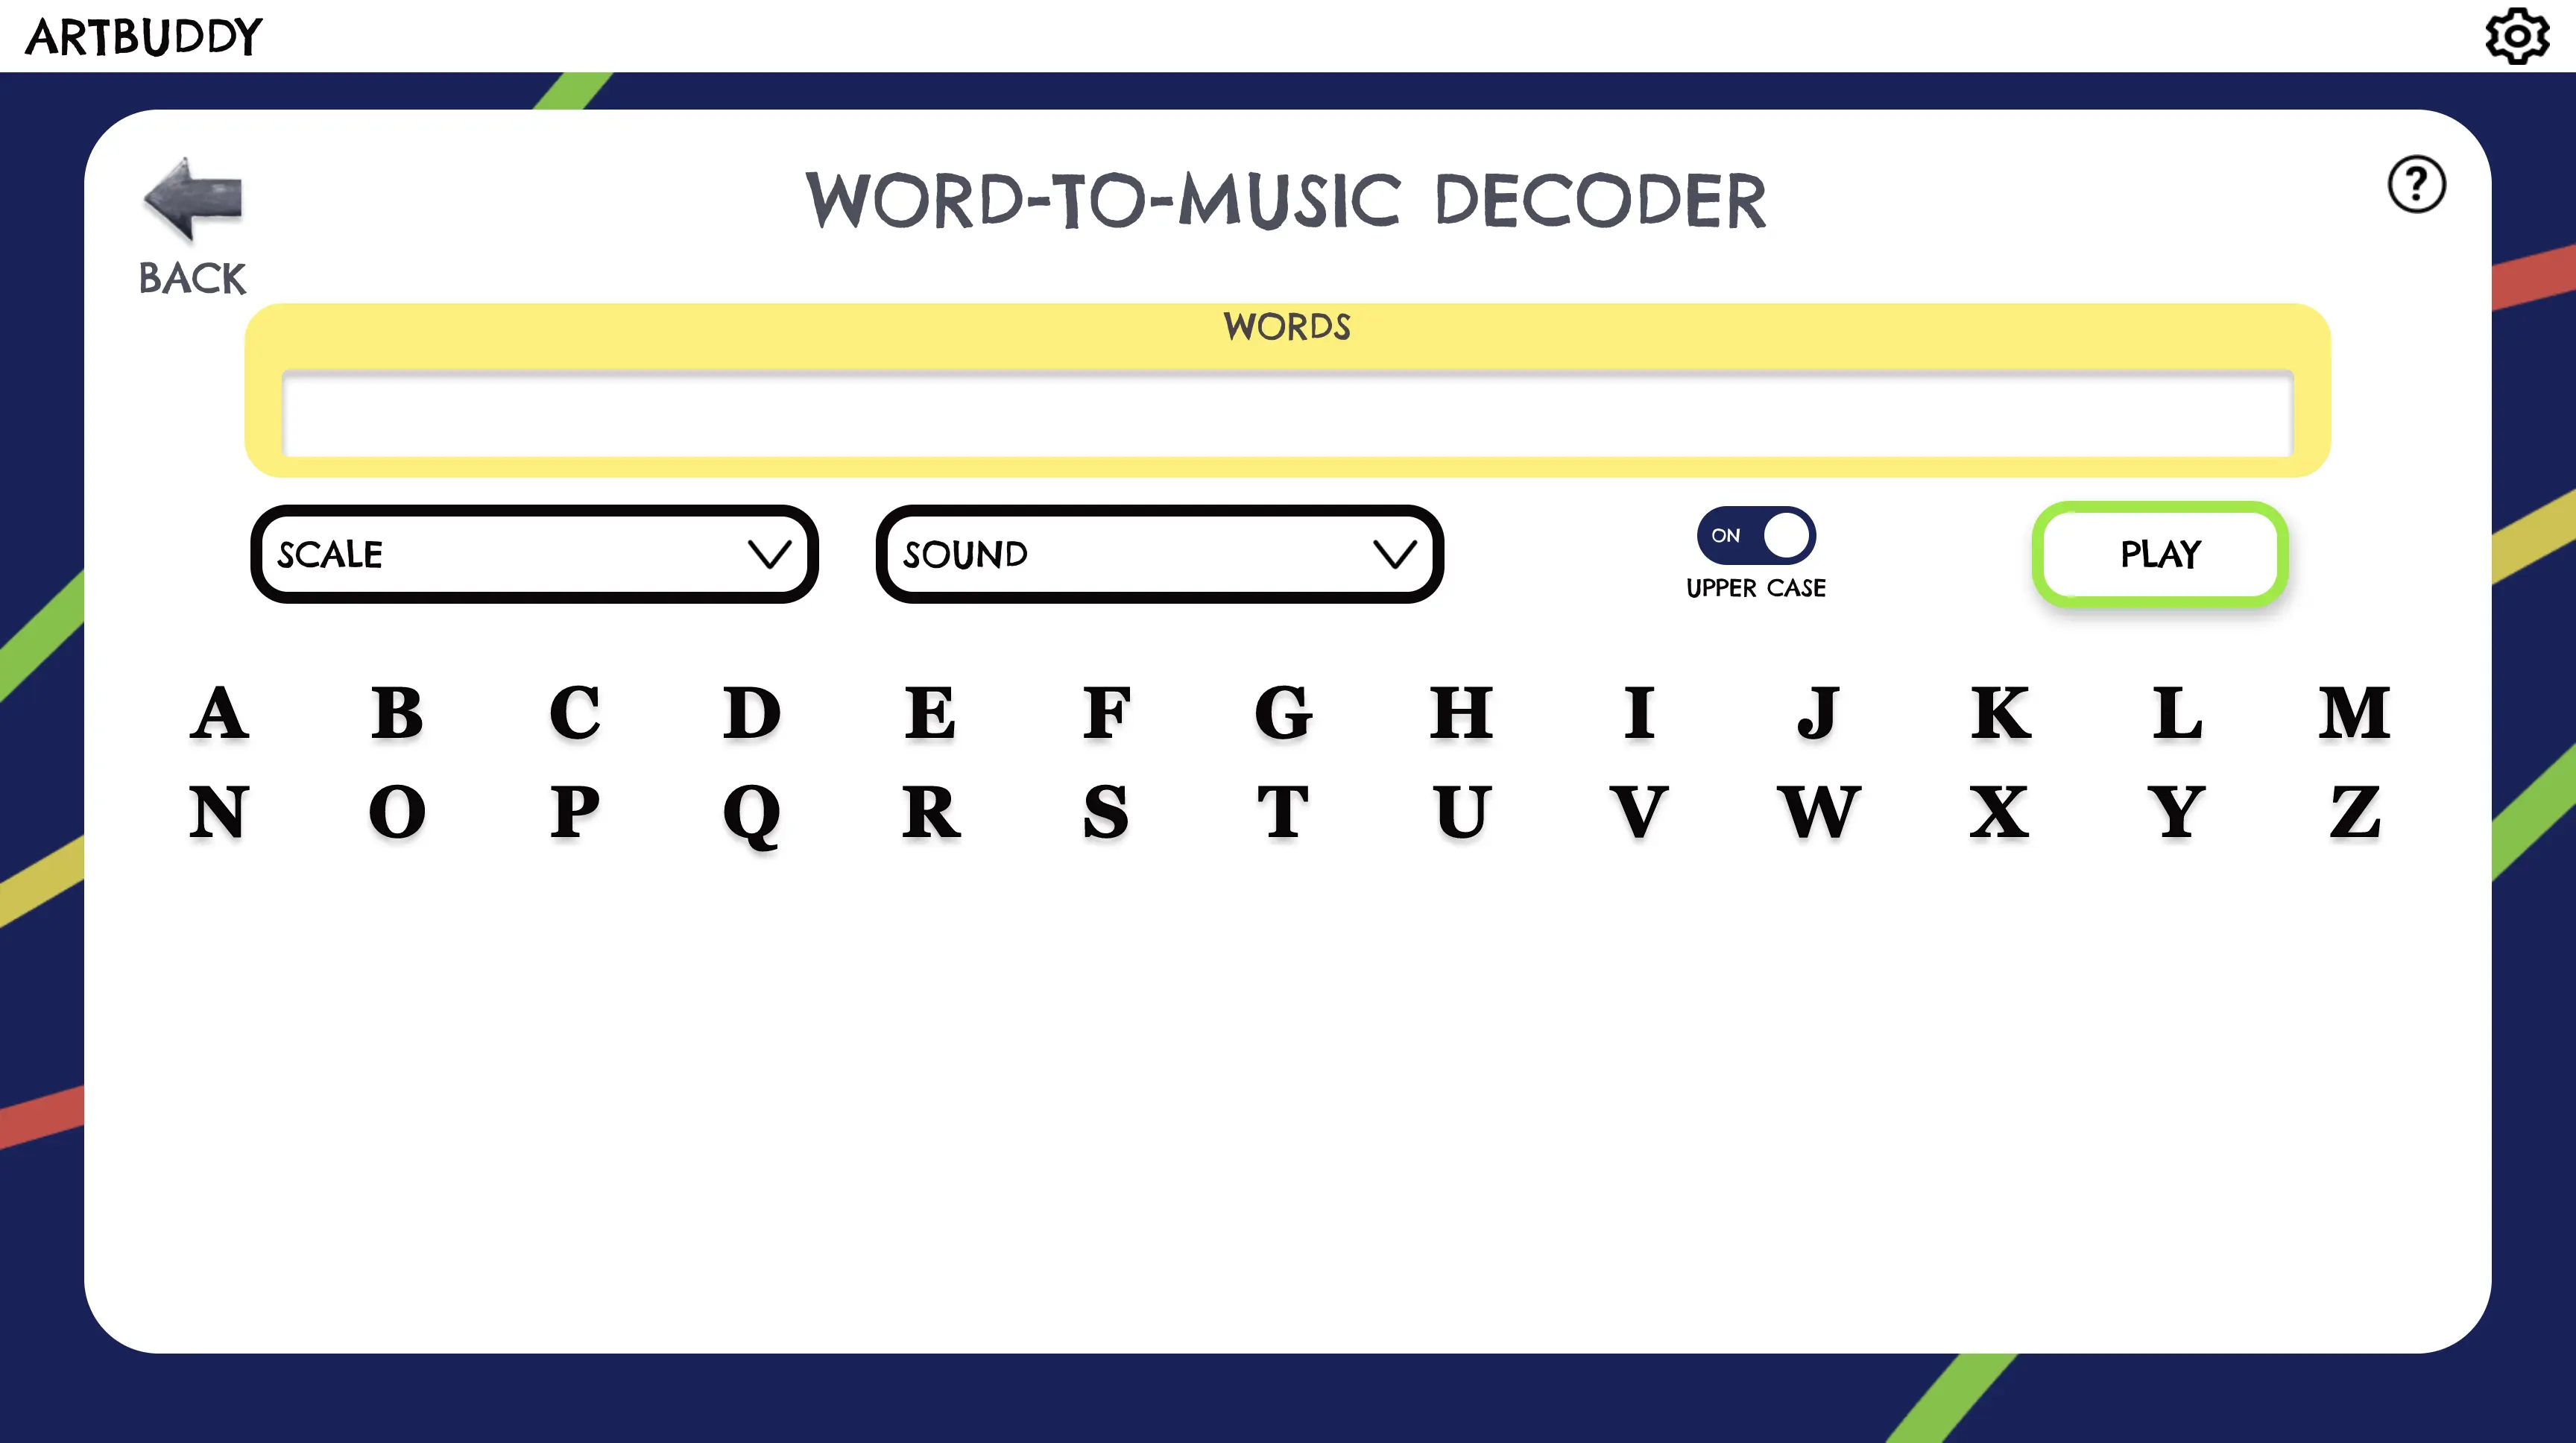 ARTBUDDY
WORD-TO-MUSIC DECODER
?
BACK
WORDS
SCALE
SOUND
ON
UPPER CASE
PLAY
A B C D E F G H I J K L M
N O P Q R S T U V W X Y Z